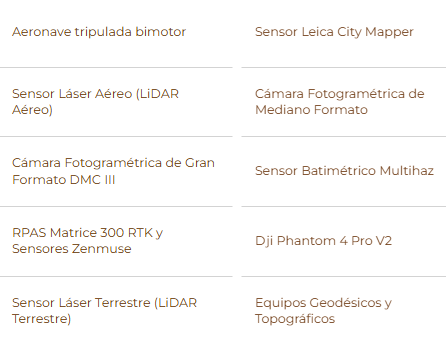 Aeronave tripulada bimotor
Sensor Leica City Mapper
Sensor Láser Aéreo (LiDAR
Aéreo)
Cámara Fotogramétrica de
Mediano Formato
Cámara Fotogramétrica de Gran
Formato DMC III
Sensor Batimétrico Multihaz
RPAS Matrice 300 RTK y
Sensores Zenmuse
Dji Phantom 4 Pro V2
Sensor Láser Terrestre (LiDAR
Terrestre)
Equipos Geodésicos y
Topográficos